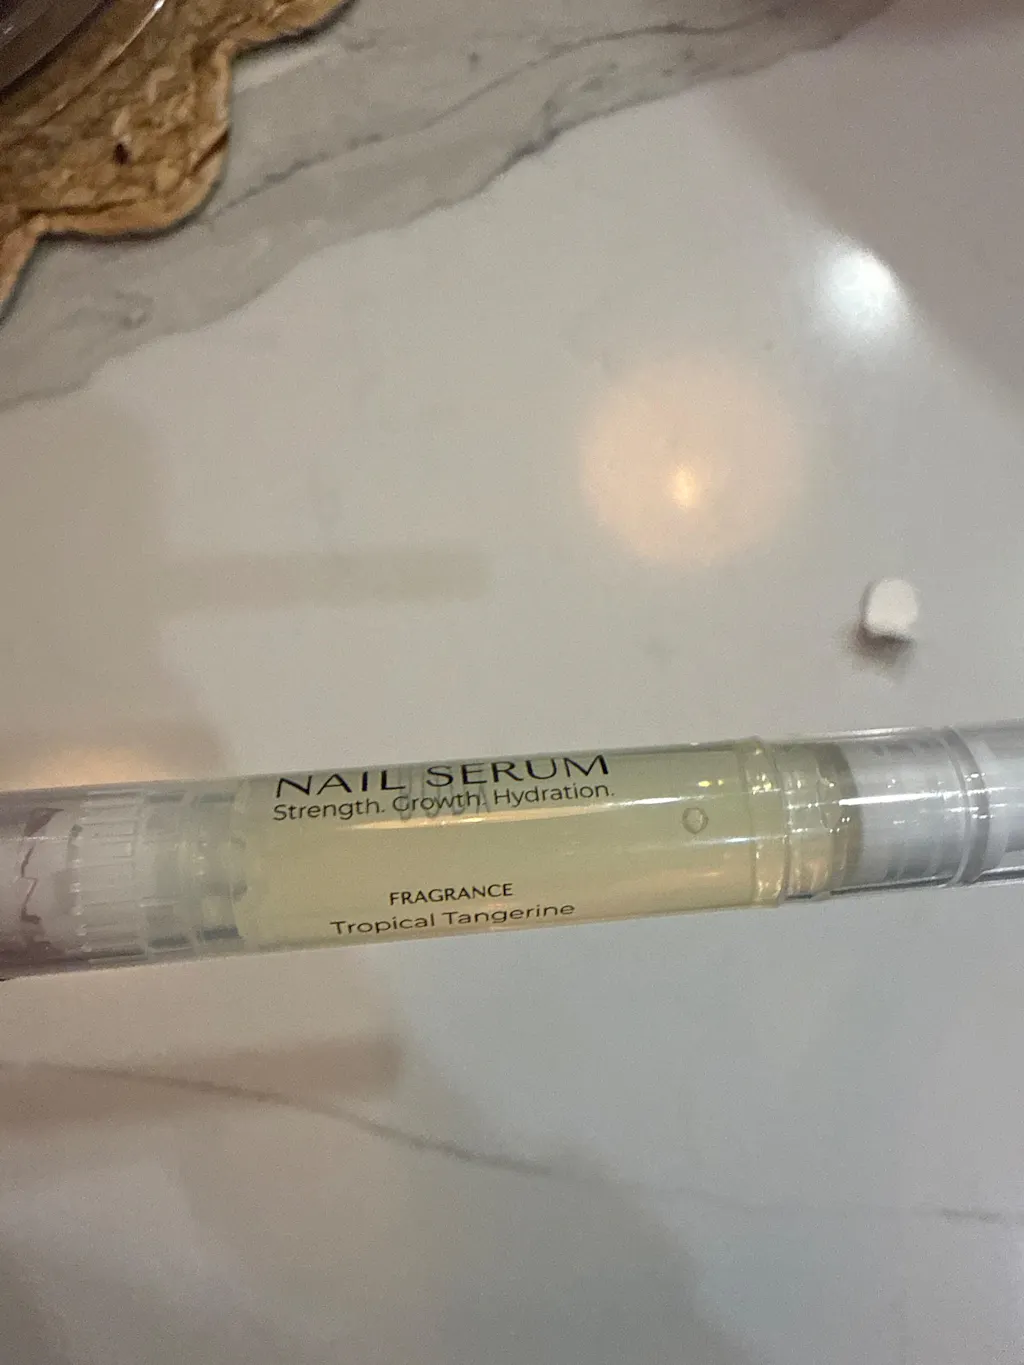 NAIL SERUM
Strength. Growth. Hydration.
FRAGRANCE
Tropical Tangerine